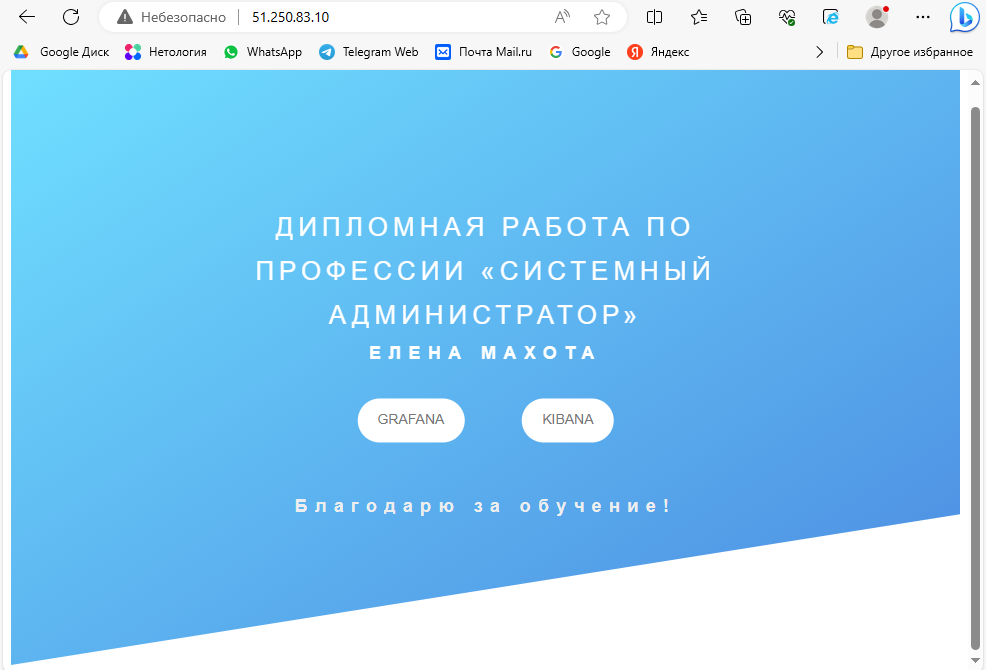 Небезопасно 51.250.83.10
Google Диск Нетология WhatsApp Telegram Web Почта Mail.ru Google Яндекс Другое избранное
ДИПЛОМНАЯ РАБОТА ПО
ПРОФЕССИИ «СИСТЕМНЫЙ
АДМИНИСТРАТОР»
ЕЛЕНА МАХОТА
GRAFANA KIBANA
Благодарю за обучение!